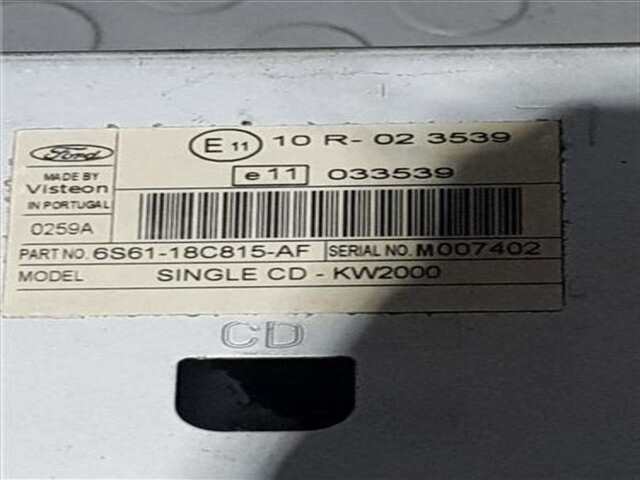 E 11 10 R- 02 3539
Ford
e11 033539
MADE BY
Visteon
IN PORTUGAL
0259A
PART NO. 6S61-18C815-AF SERIAL NO. M007402
MODEL SINGLE CD - KW2000
CD